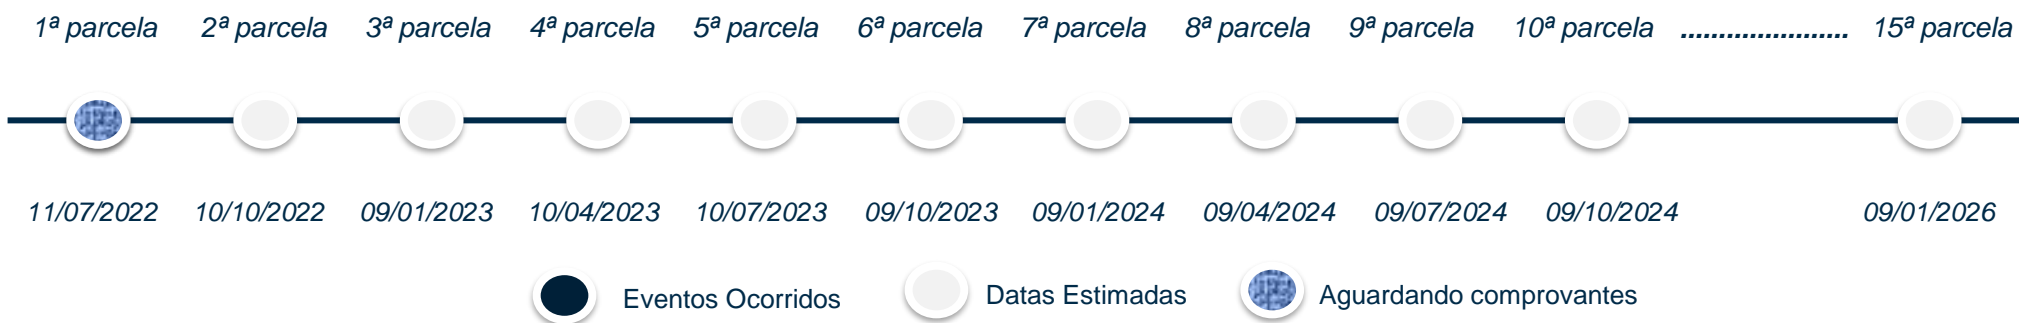 1ª parcela 2ª parcela 3ª parcela 4ª parcela 5ª parcela 6ª parcela 7ª parcela 8ª parcela 9ª parcela 10ª parcela ...................... 15ª parcela
11/07/2022 10/10/2022 09/01/2023 10/04/2023 10/07/2023 09/10/2023 09/01/2024 09/04/2024 09/07/2024 09/10/2024 09/01/2026
Eventos Ocorridos Datas Estimadas Aguardando comprovantes